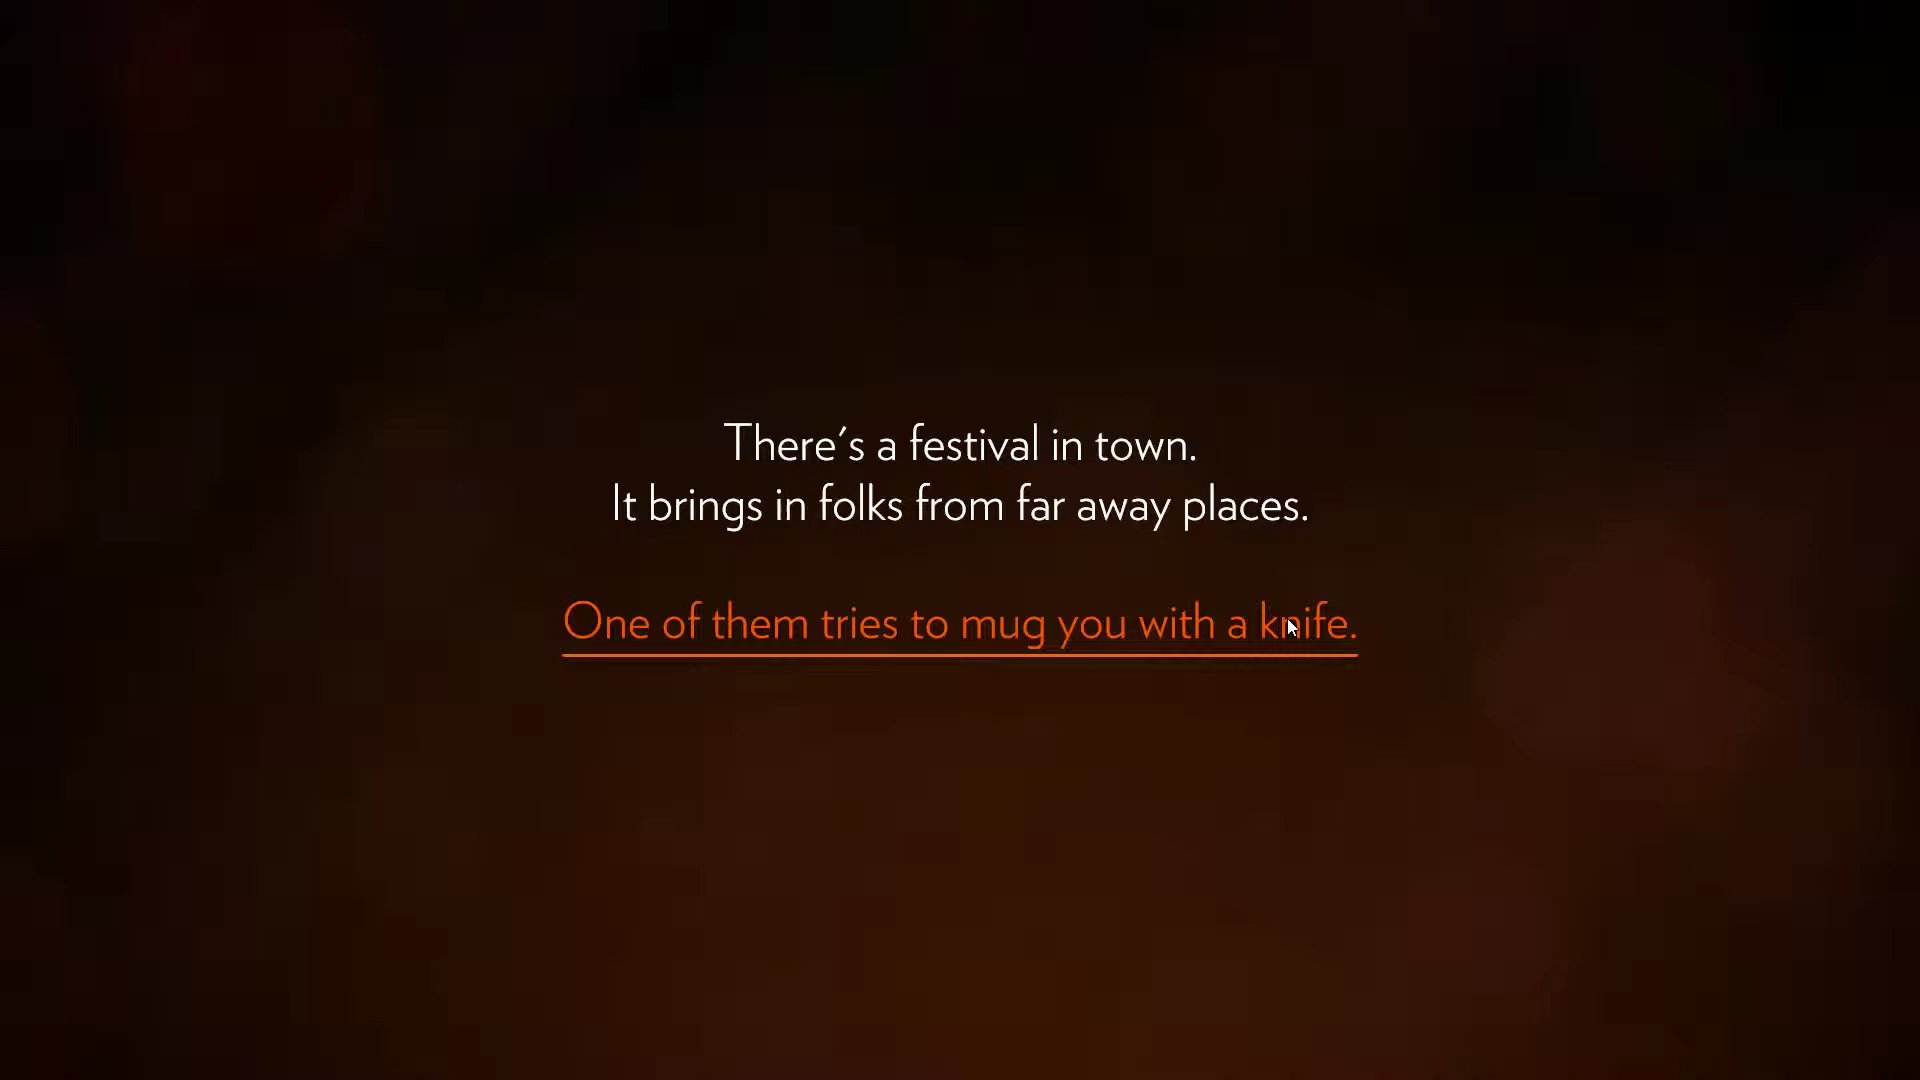 There's a festival in town.
It brings in folks from far away places.
One of them tries to mug you with a knife.